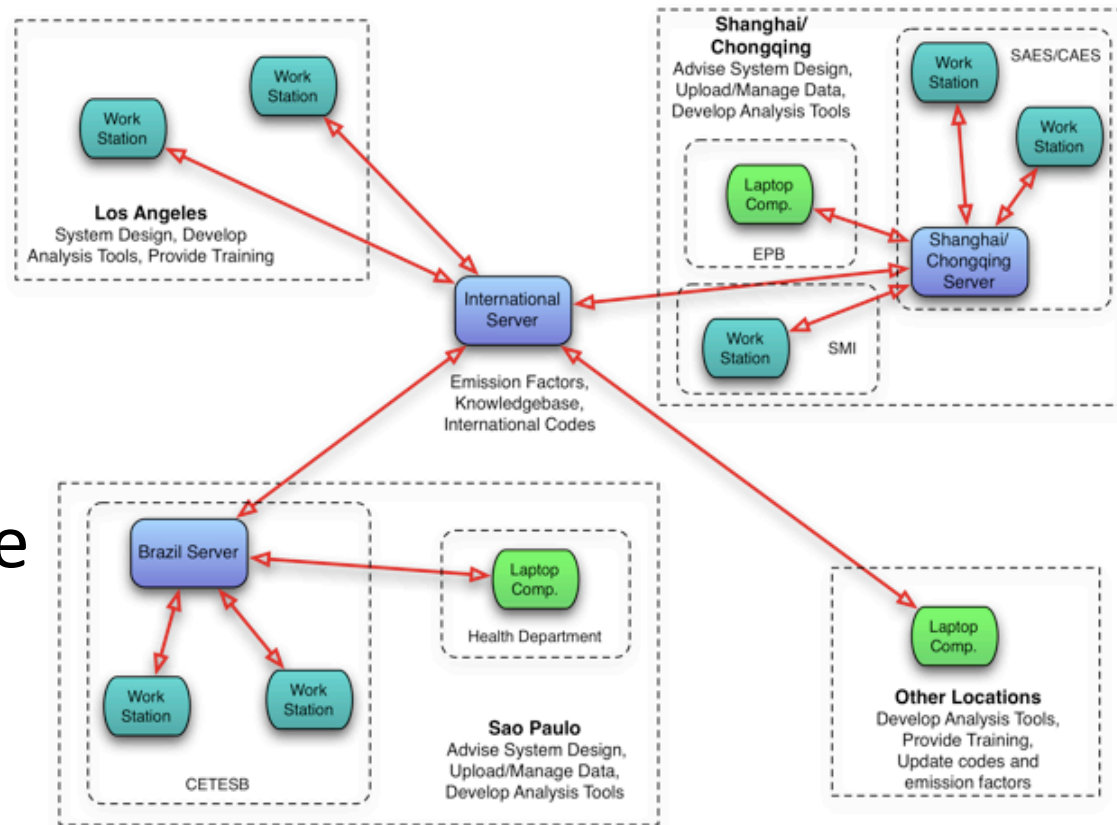 Work
Station
Work
Station
Los Angeles
System Design, Develop
Analysis Tools, Provide Training
Shanghai/
Chongqing
Advise System Design,
Upload/Manage Data,
Develop Analysis Tools
SAES/CAES
Work
Station
Work
Station
Laptop
Comp.
EPB
Shanghai/
Chongqing
Server
Work
Station
SMI
International
Server
Emission Factors,
Knowledgebase,
International Codes
e
Brazil Server
Laptop
Comp.
Health Department
Work
Station
Work
Station
CETESB
Sao Paulo
Advise System Design,
Upload/Manage Data,
Develop Analysis Tools
Laptop
Comp.
Other Locations
Develop Analysis Tools,
Provide Training,
Update codes and
emission factors